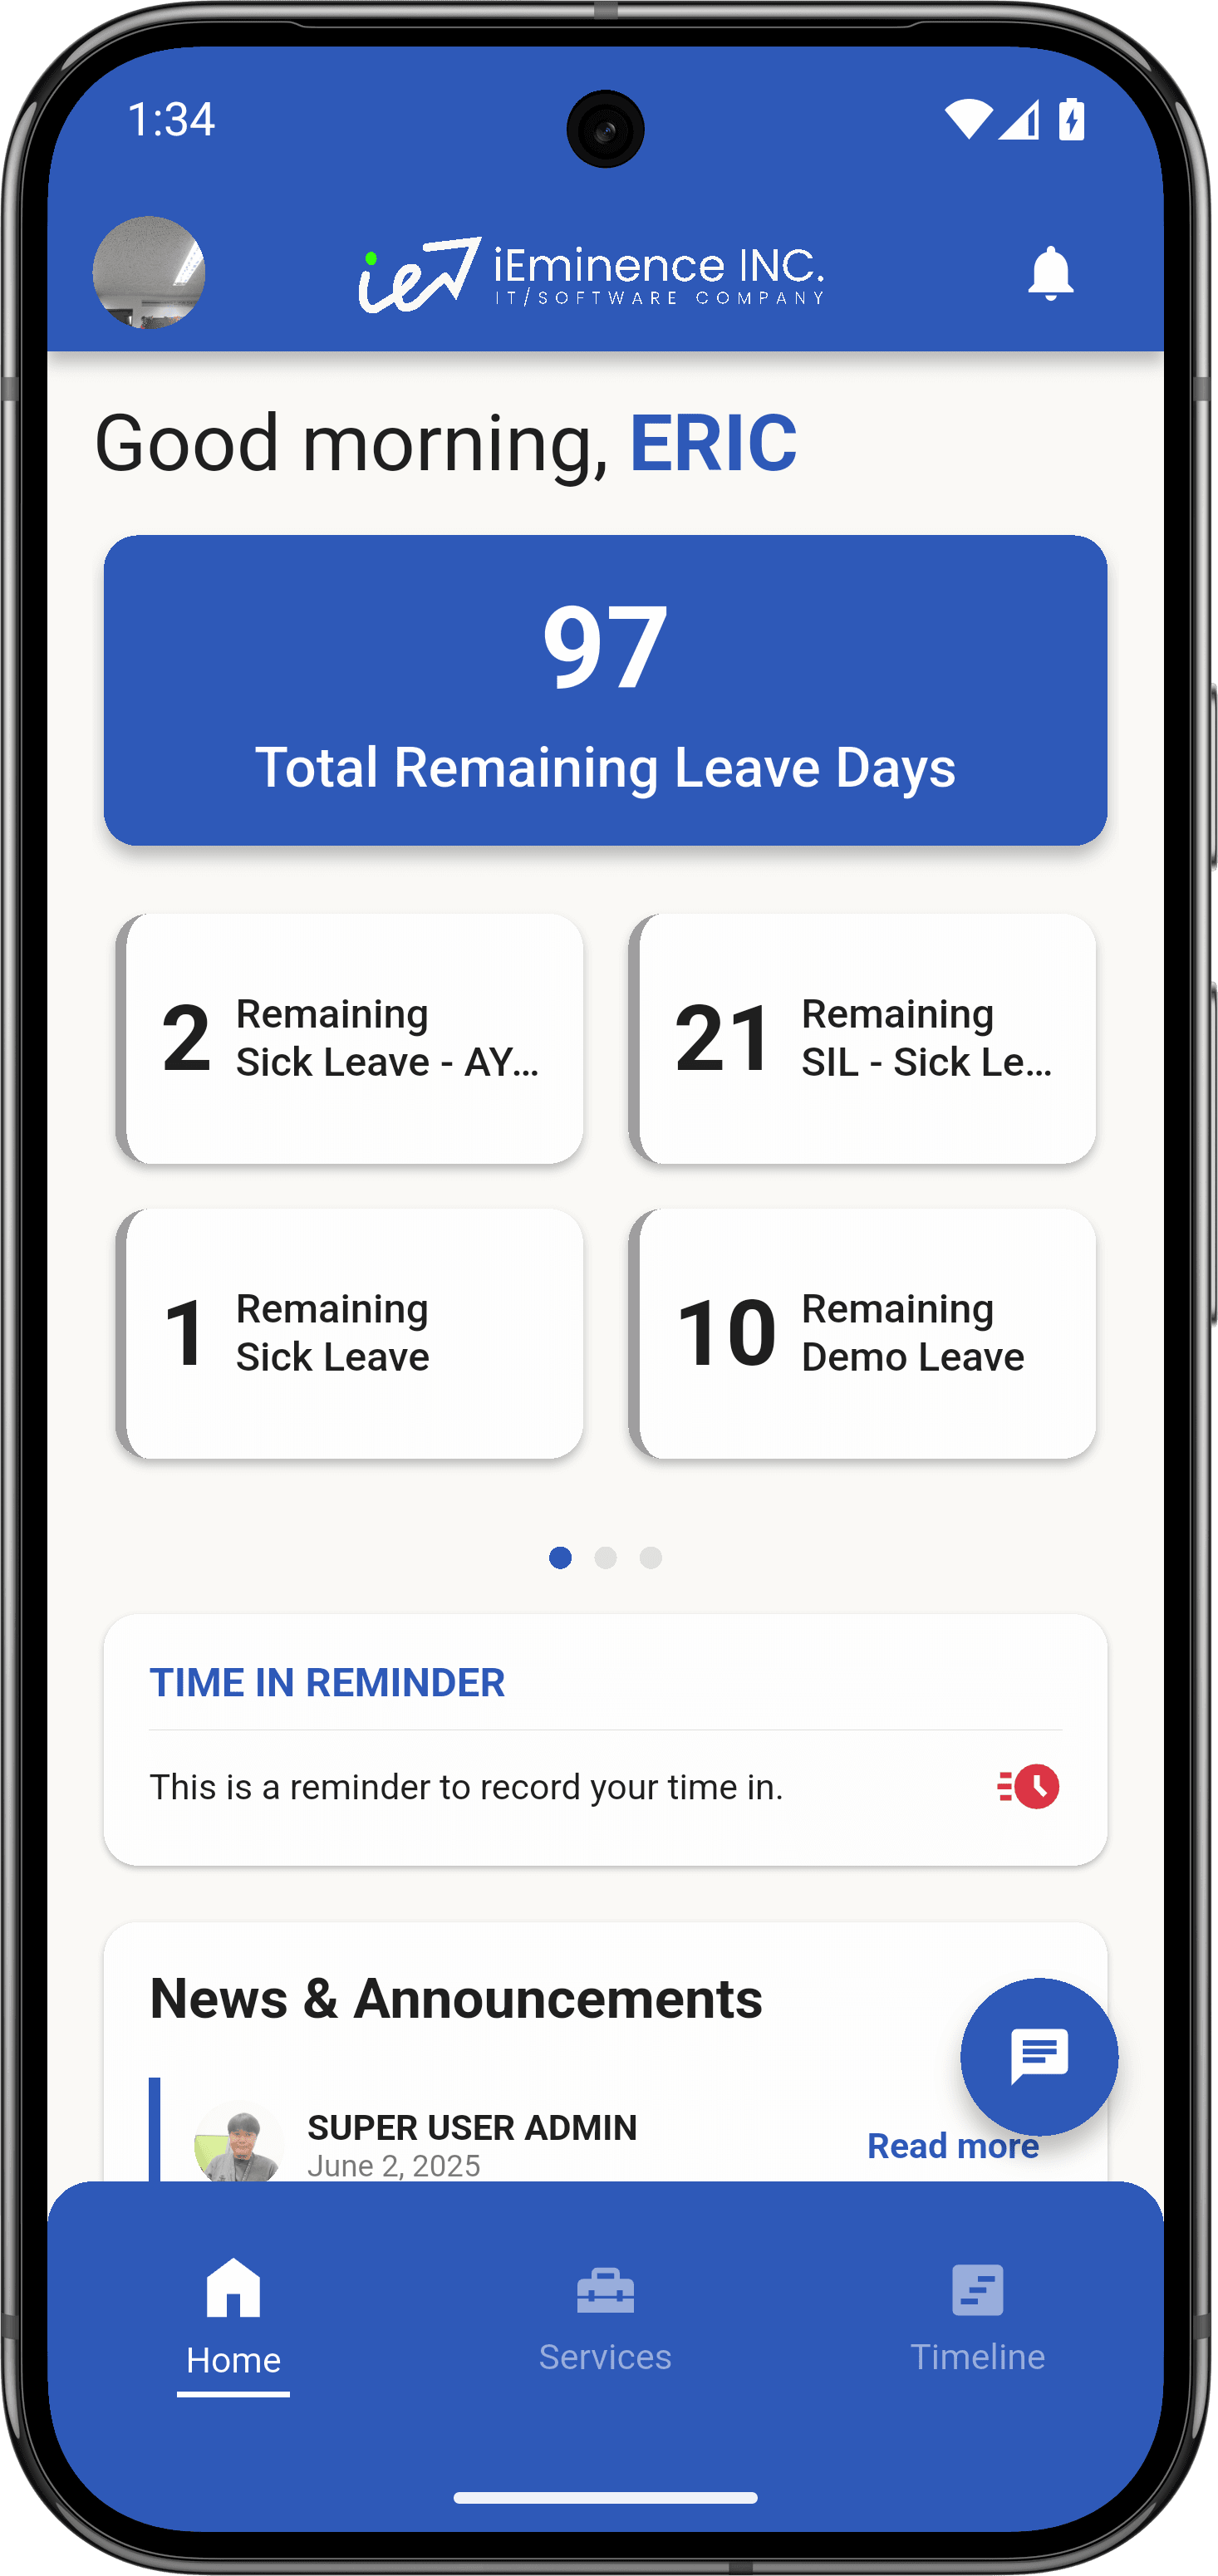 1:34
ie
iEminence INC.
IT/SOFTWARE COMPANY
Good morning, ERIC
97
Total Remaining Leave Days
2 Remaining
Sick Leave - AY...
21 Remaining
SIL - Sick Le...
1 Remaining
Sick Leave
10 Remaining
Demo Leave
TIME IN REMINDER
This is a reminder to record your time in.
News & Announcements
SUPER USER ADMIN
June 2, 2025
Read more
Home
Services
Timeline